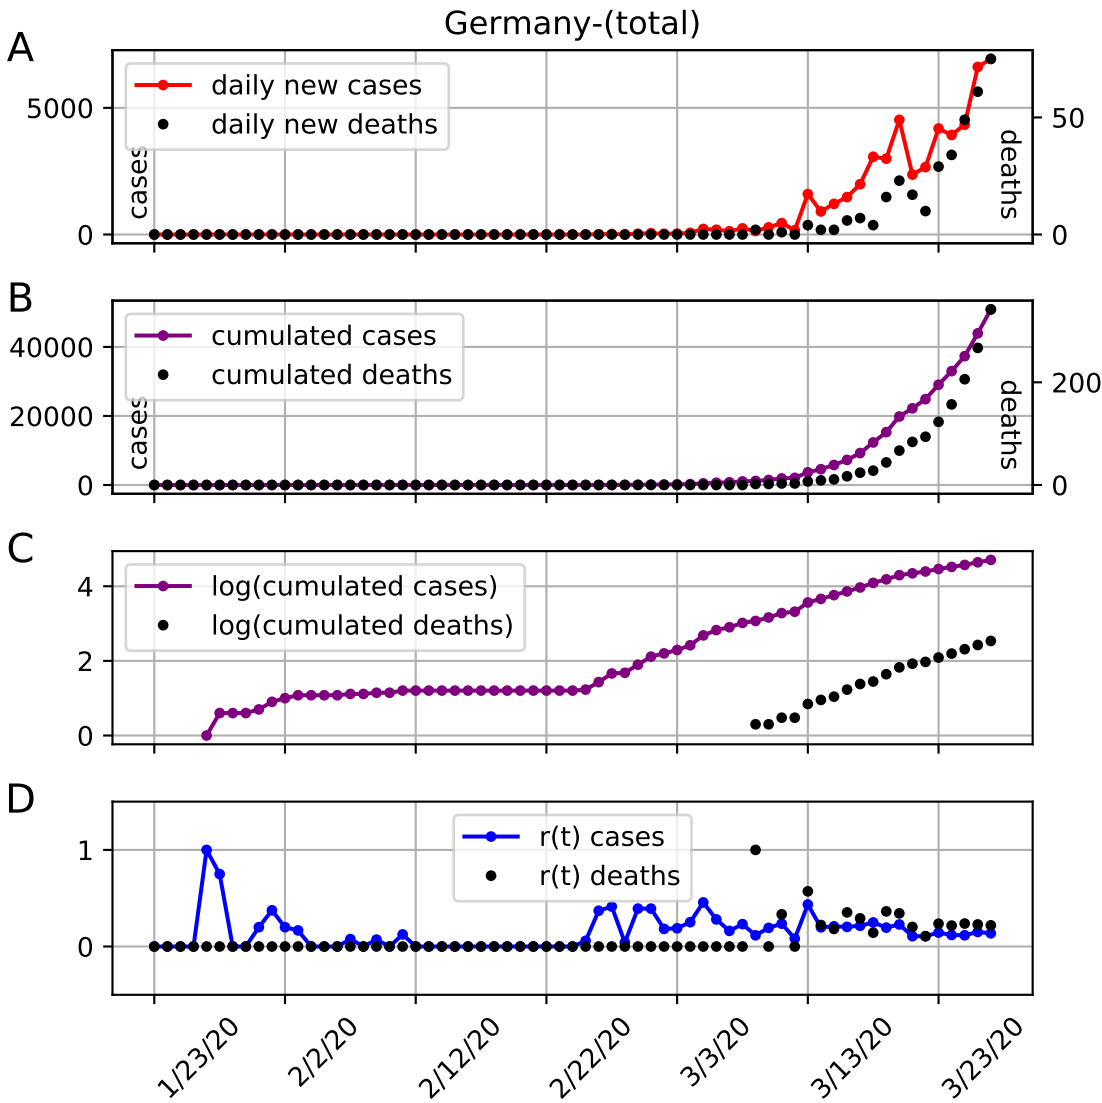 Germany-(total)
A
daily new cases
daily new deaths
5000
0
cases
50
0
deaths
B
cumulated cases
cumulated deaths
40000
20000
0
cases
200
0
deaths
C
log(cumulated cases)
log(cumulated deaths)
4
2
0
D
r(t) cases
r(t) deaths
1
0
1/23/20
2/2/20
2/12/20
2/22/20
3/3/20
3/13/20
3/23/20